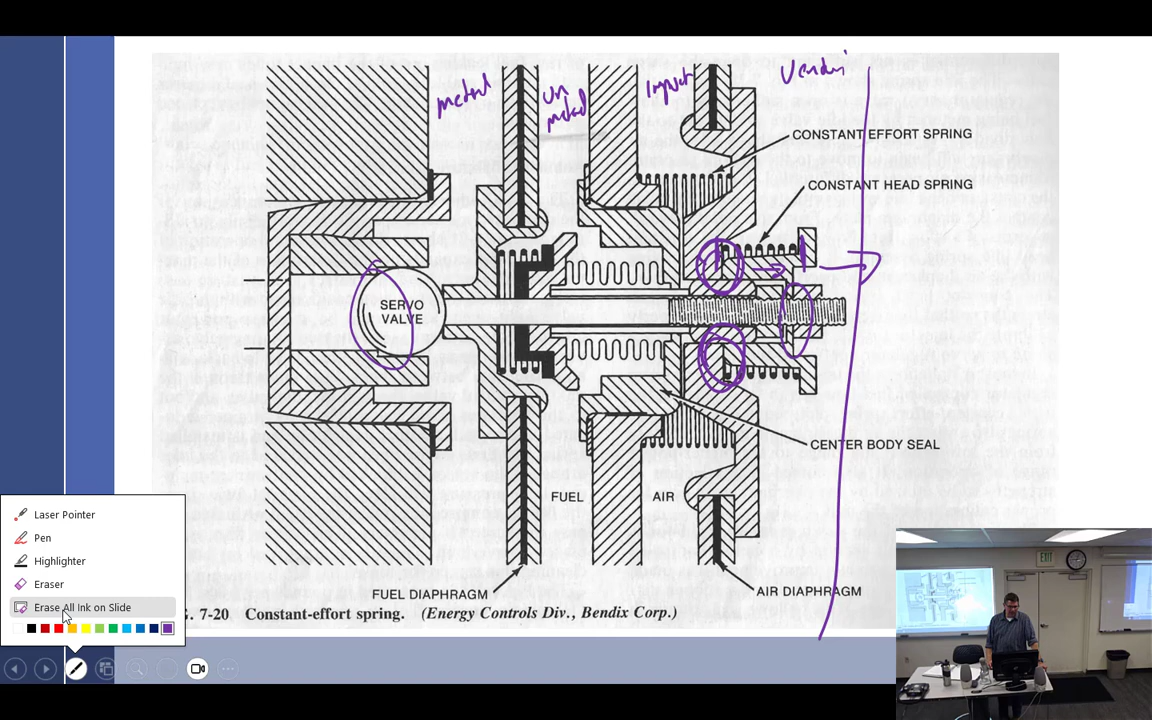 metered
un
metered
Impact
Venturi
CONSTANT EFFORT SPRING
CONSTANT HEAD SPRING
SERVO
VALVE
CENTER BODY SEAL
FUEL
AIR
FUEL DIAPHRAGM
AIR DIAPHRAGM
7-20 Constant-effort spring. (Energy Controls Div., Bendix Corp.)
Laser Pointer
Pen
Highlighter
Eraser
Erase All Ink on Slide
EXIT